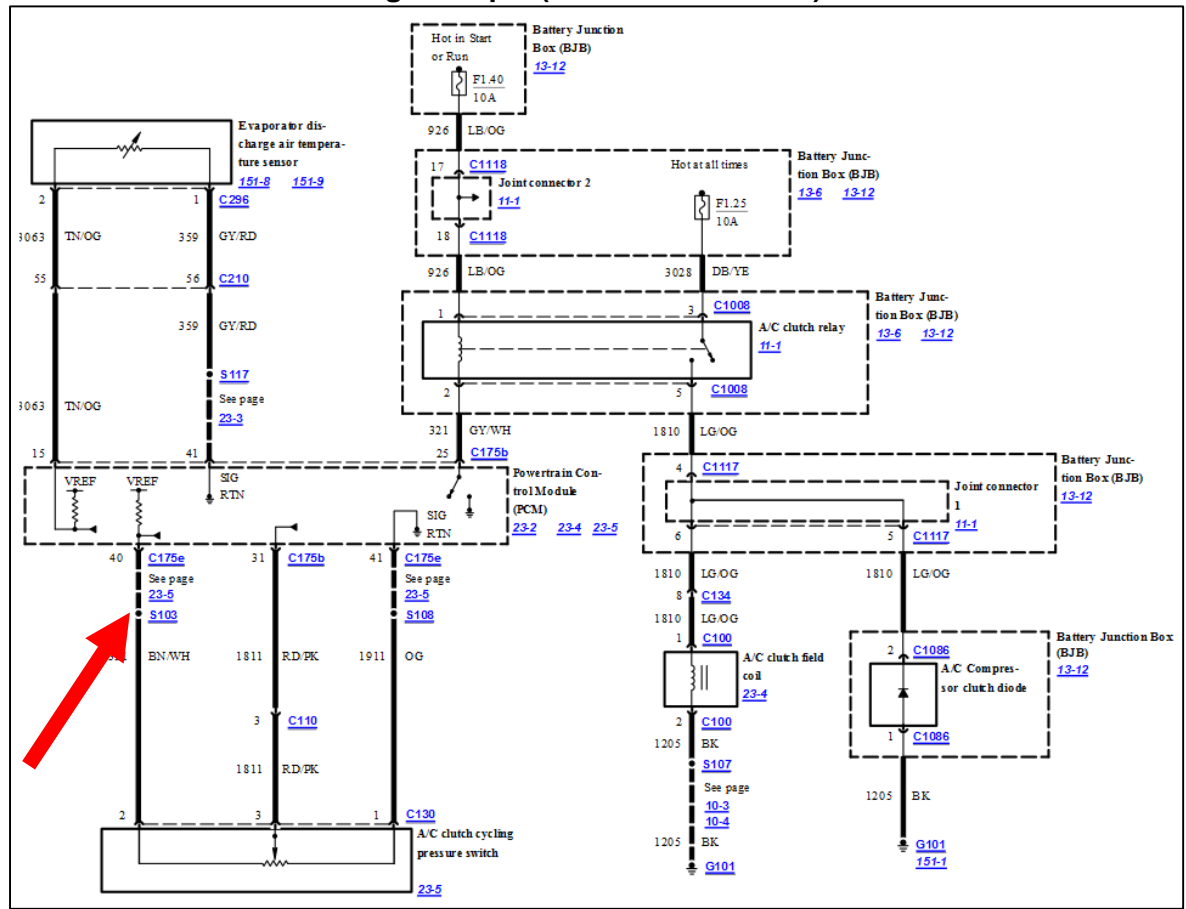 Hot in Start
or Run
F1.40
10A
Battery Junction
Box (BJB)
13-12
926 LB/OG
Evaporator dis-
charge air tempera-
ture sensor
151-8 151-9
2 1 C296
3063 TN/OG 359 GY/RD
55 56 C210
359 GY/RD
S117
See page
23-3
3063 TN/OG
15 41
17 C1118
Joint connector 2
11-1
18 C1118
Hot at all times
F1.25
10A
Battery Junc-
tion Box (BJB)
13-6 13-12
926 LB/OG 3028 DB/YE
1 3 C1008
A/C clutch relay
11-1
2 5 C1008
Battery Junc-
tion Box (BJB)
13-6 13-12
321 GY/WH
25 C175b
1810 LG/OG
VREF VREF
SIG
RTN
SIG
RTN
Powertrain Con-
trol Module
(PCM)
23-2 23-4 23-5
4 C1117
Joint connector
1
11-1
6 5 C1117
Battery Junc-
tion Box (BJB)
13-12
40 C175e 31 C175b 41 C175e
See page
23-5
S103
See page
23-5
S108
BN/WH 1811 RD/PK 1911 OG
3 C110
1811 RD/PK
2 3 1 C130
A/C clutch cycling
pressure switch
23-5
1810 LG/OG 1810 LG/OG
8 C134
1810 LG/OG
1 C100
A/C clutch field
coil
23-4
2 C100
1205 BK
S107
See page
10-3
10-4
1205 BK
G101
2 C1086
A/C Compres-
sor clutch diode
1 C1086
Battery Junction Box
(BJB)
13-12
1205 BK
G101
151-1